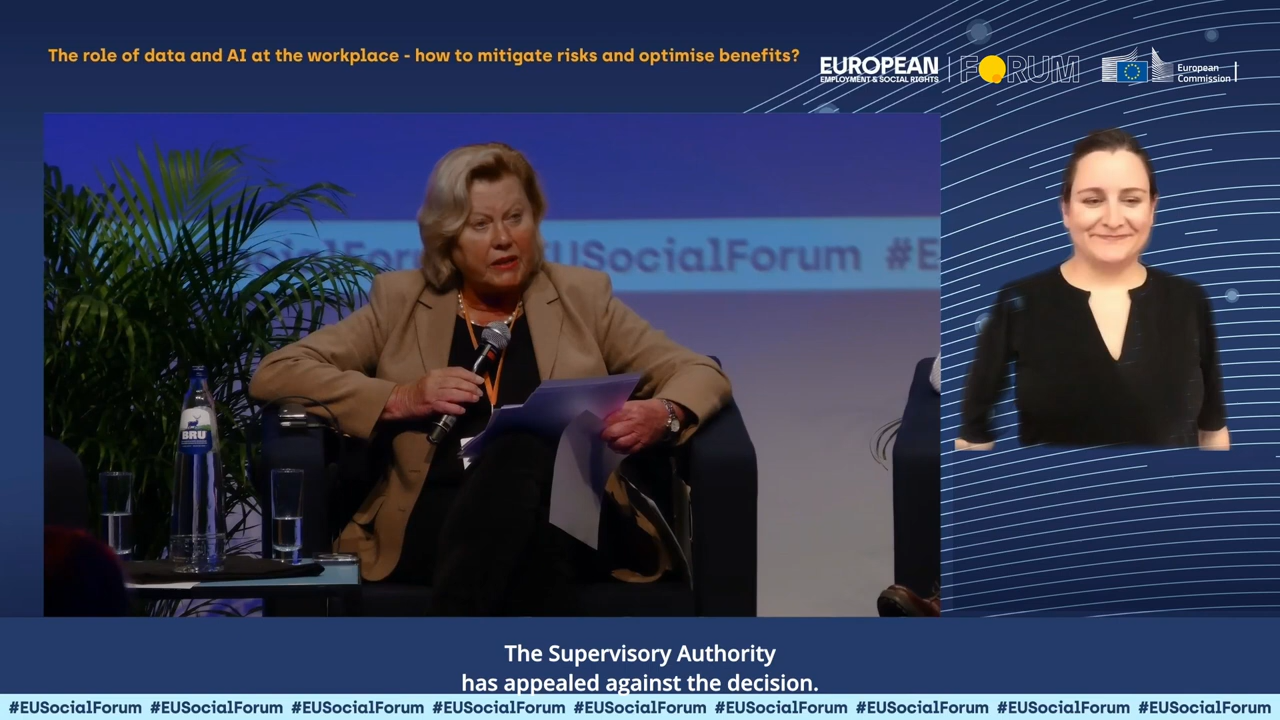 The role of data and AI at the workplace - how to mitigate risks and optimise benefits?
EUROPEAN
EMPLOYMENT & SOCIAL RIGHTS
FORUM
European
Commission
SocialForum #EUSocialForum #E
BRU
The Supervisory Authority
has appealed against the decision.
#EUSocialForum #EUSocialForum #EUSocialForum #EUSocialForum #EUSocialForum #EUSocialForum #EUSocialForum #EUSocialForum #EUSocialForum